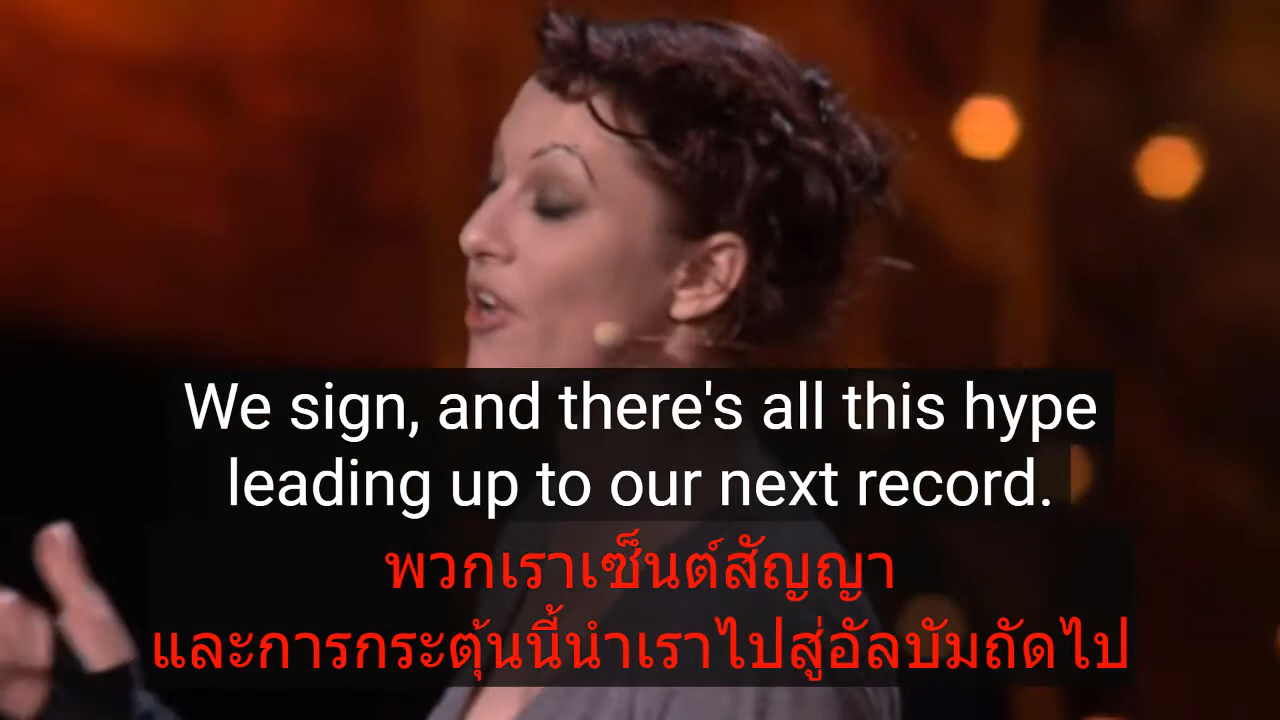 We sign, and there's all this hype
leading up to our next record.
พวกเราเซ็นต์สัญญา
และการกระตุ้นนี้นําเราไปสู่อัลบัมถัดไป